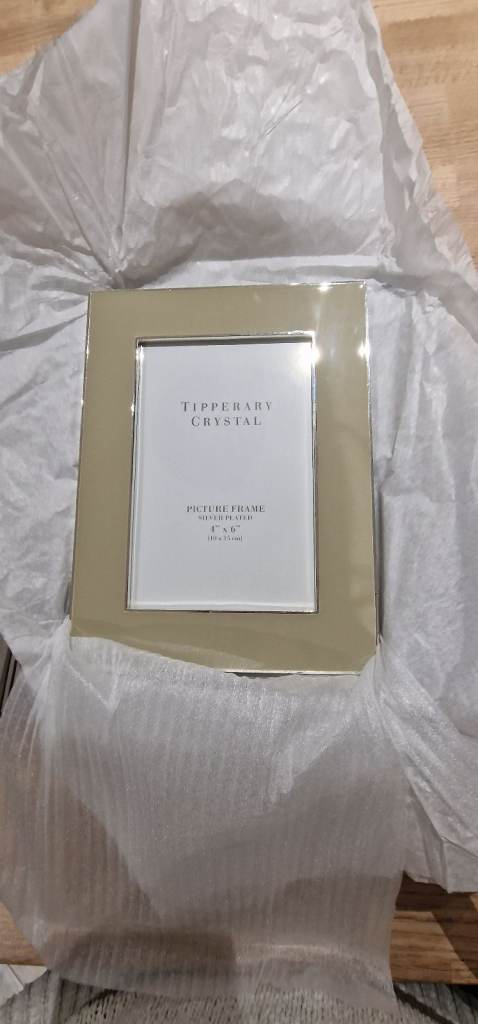 TIPPERARY
CRYSTAL
PICTURE FRAME
SILVER PLATED
4" x 6"
(10 x 15 cm)